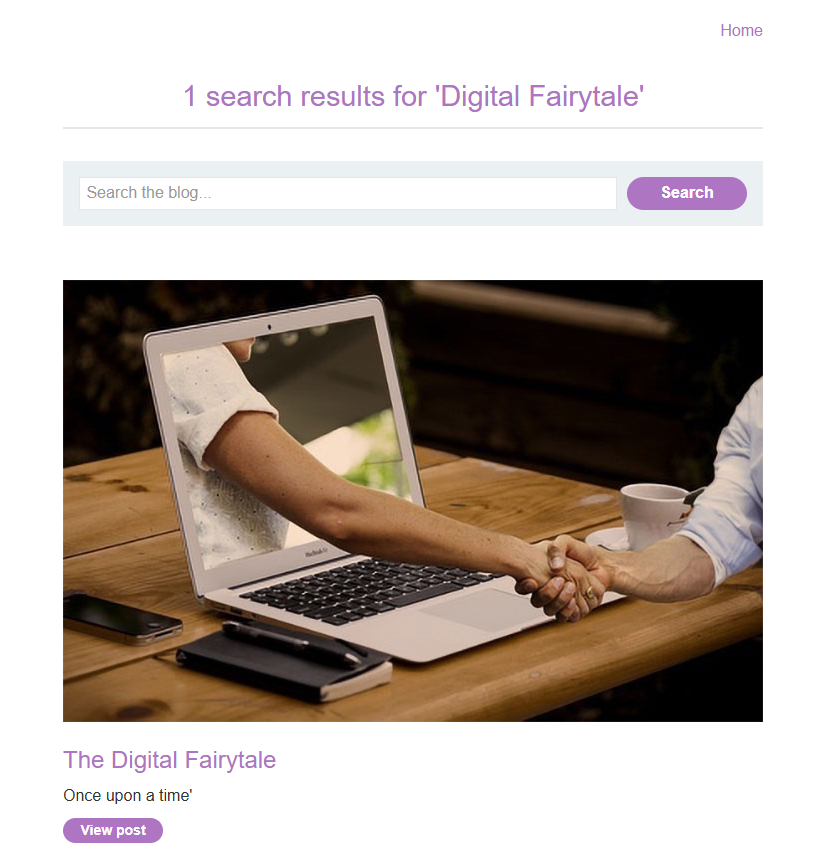 Home
1 search results for 'Digital Fairytale'
Search the blog...
Search
MacBook Air
The Digital Fairytale
Once upon a time'
View post